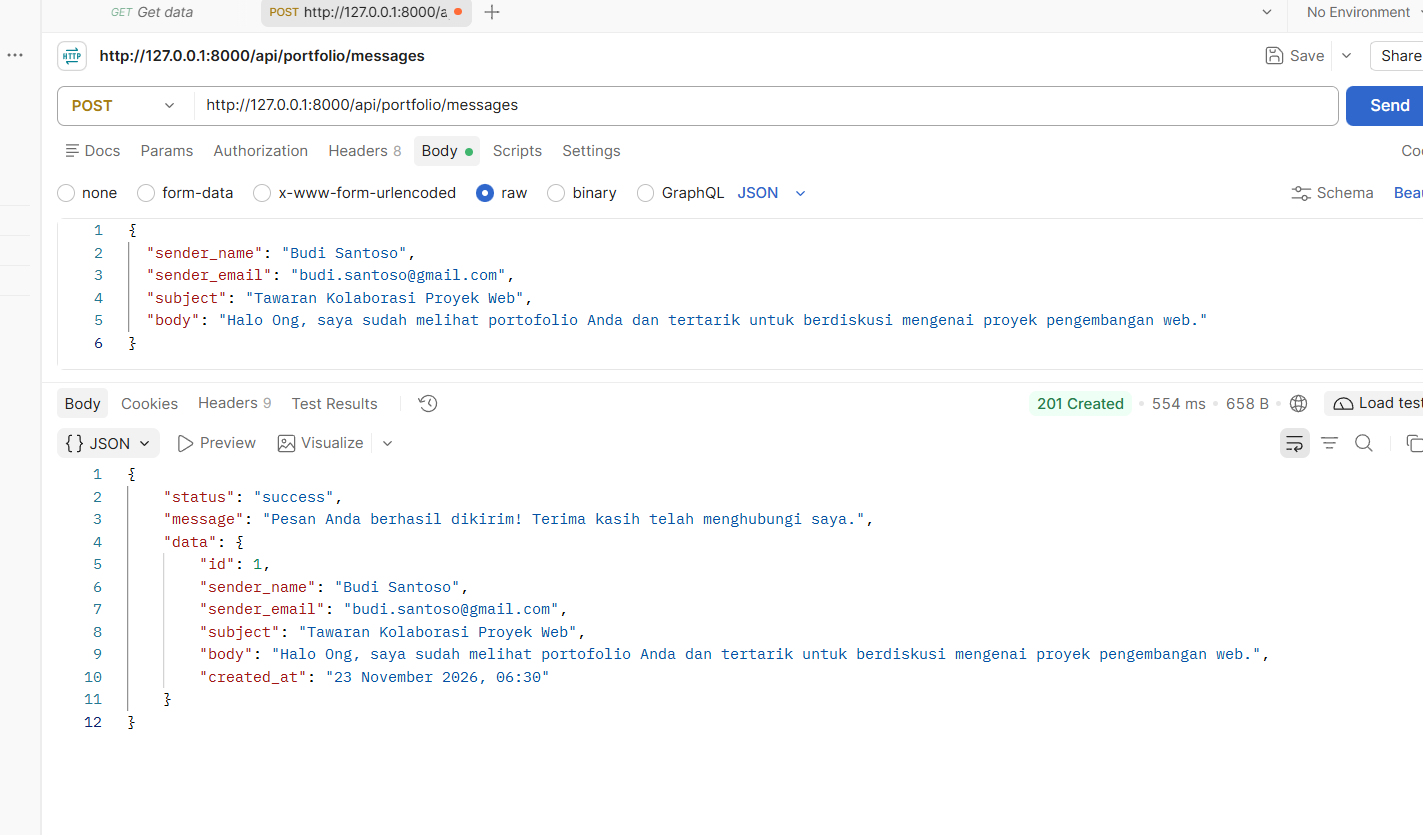 GET Get data
POST http://127.0.0.1:8000/a
No Environment
HTTP http://127.0.0.1:8000/api/portfolio/messages
Save
Share
POST http://127.0.0.1:8000/api/portfolio/messages
Send
Docs Params Authorization Headers 8 Body Scripts Settings
none form-data x-www-form-urlencoded raw binary GraphQL JSON
Schema
1 {
2 "sender_name": "Budi Santoso",
3 "sender_email": "budi.santoso@gmail.com",
4 "subject": "Tawaran Kolaborasi Proyek Web",
5 "body": "Halo Ong, saya sudah melihat portofolio Anda dan tertarik untuk berdiskusi mengenai proyek pengembangan web."
6 }
Body Cookies Headers 9 Test Results
201 Created • 554 ms • 658 B •
Load test
{} JSON Preview Visualize
1 {
2 "status": "success",
3 "message": "Pesan Anda berhasil dikirim! Terima kasih telah menghubungi saya.",
4 "data": {
5 "id": 1,
6 "sender_name": "Budi Santoso",
7 "sender_email": "budi.santoso@gmail.com",
8 "subject": "Tawaran Kolaborasi Proyek Web",
9 "body": "Halo Ong, saya sudah melihat portofolio Anda dan tertarik untuk berdiskusi mengenai proyek pengembangan web.",
10 "created_at": "23 November 2026, 06:30"
11 }
12 }